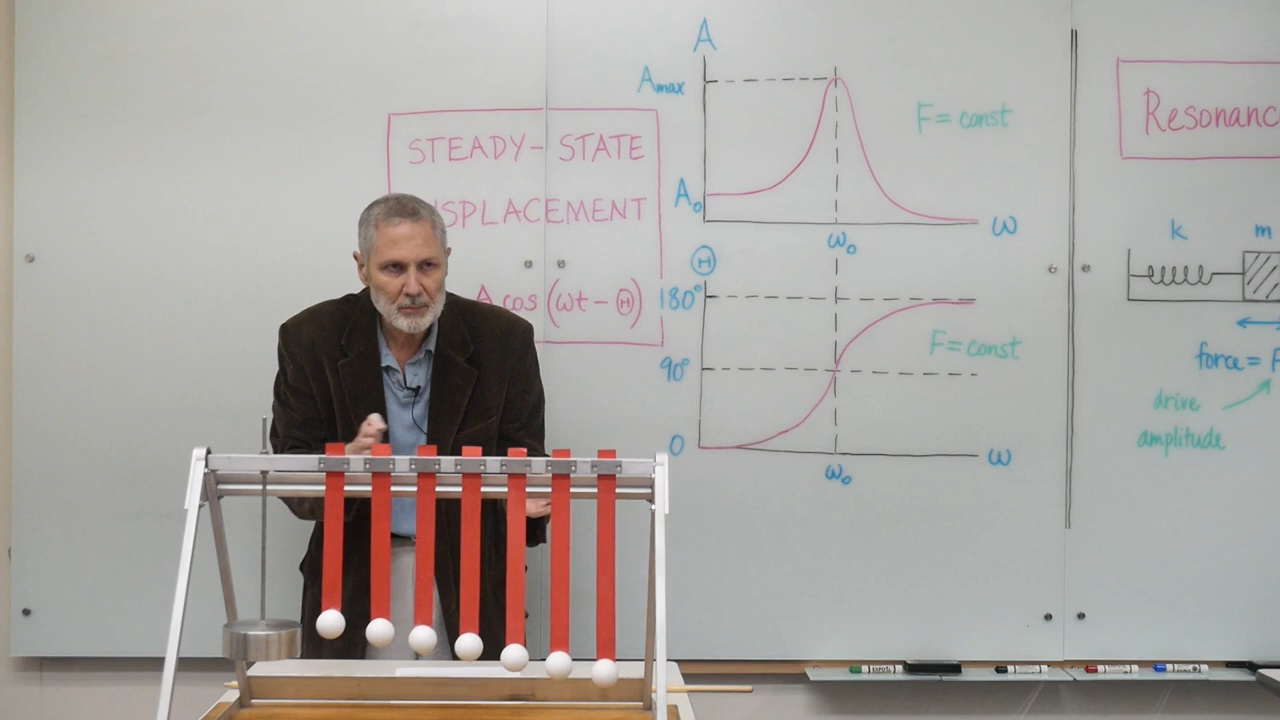 STEADY-STATE
SPLACEMENT
A cos (ωt - Θ)
A
Amax
A₀
F = const
ω₀
ω
Θ
180°
90°
0
F = const
ω₀
ω
Resonanc
k
m
force = F
drive
amplitude